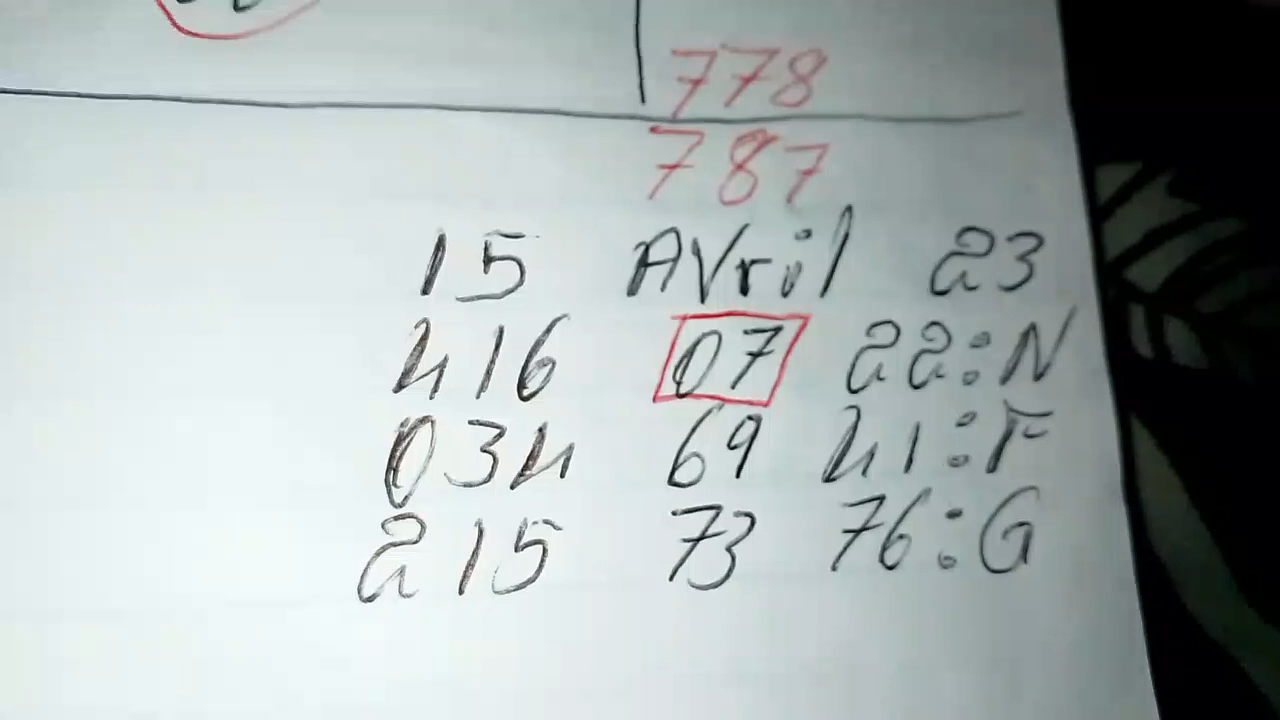 778
787
15 AVril 23
416 07 22:N
034 69 41:F
215 73 76:G